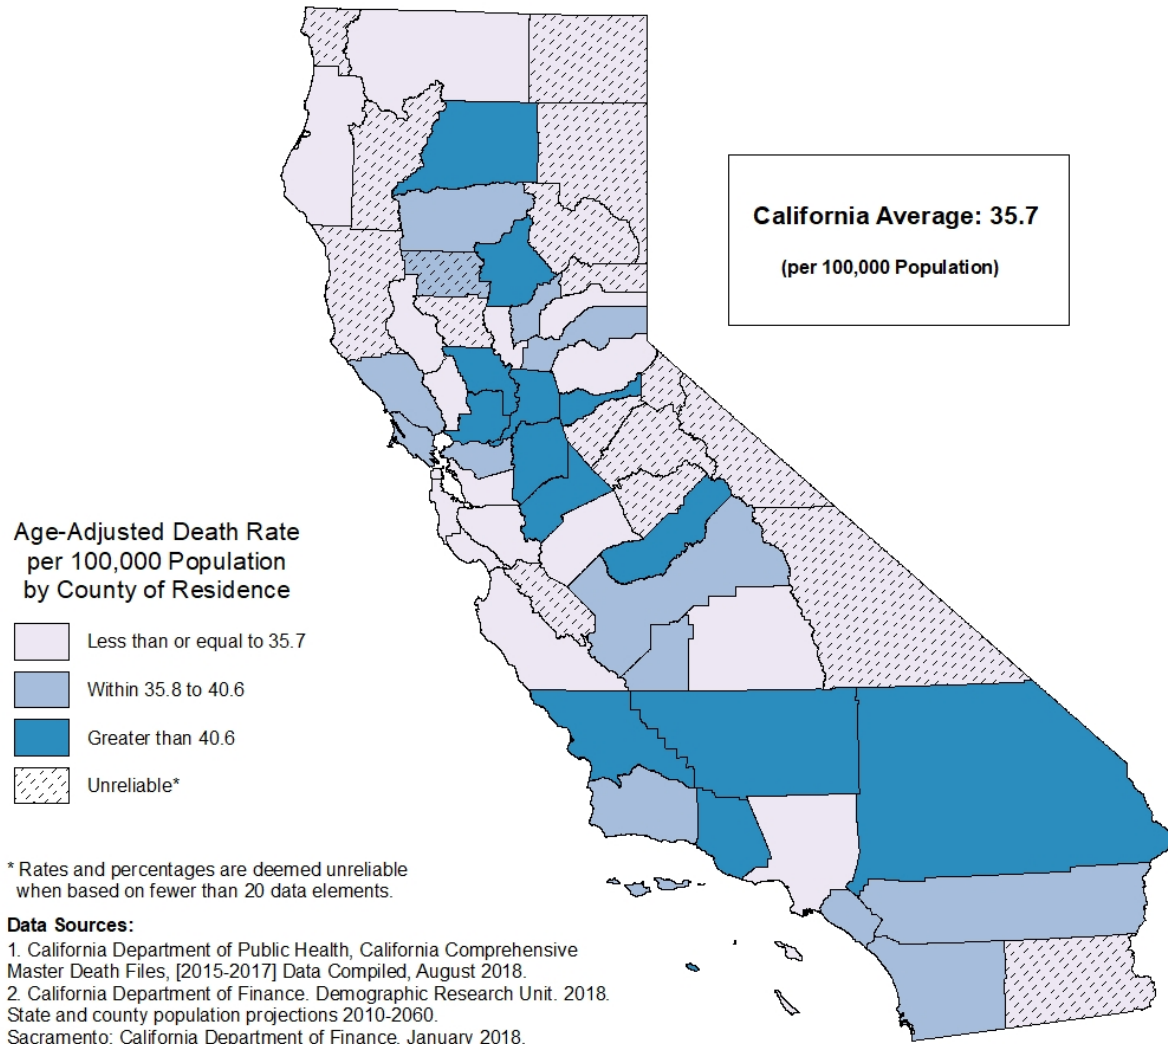 California Average: 35.7
(per 100,000 Population)
Age-Adjusted Death Rate
per 100,000 Population
by County of Residence
Less than or equal to 35.7
Within 35.8 to 40.6
Greater than 40.6
Unreliable*
* Rates and percentages are deemed unreliable
when based on fewer than 20 data elements.
Data Sources:
1. California Department of Public Health, California Comprehensive
Master Death Files, [2015-2017] Data Compiled, August 2018.
2. California Department of Finance. Demographic Research Unit. 2018.
State and county population projections 2010-2060.
Sacramento: California Department of Finance. January 2018.